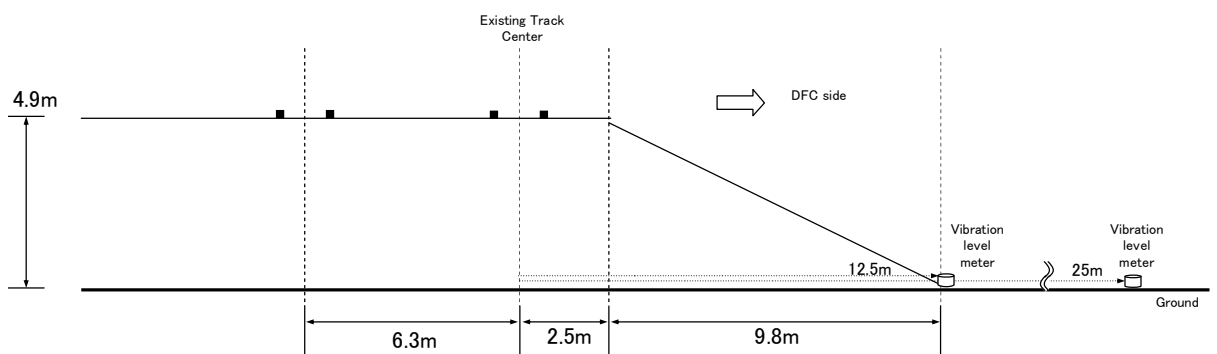 Existing Track
Center
4.9m
DFC side
Vibration
level
meter
Vibration
level
meter
12.5m
25m
Ground
6.3m
2.5m
9.8m